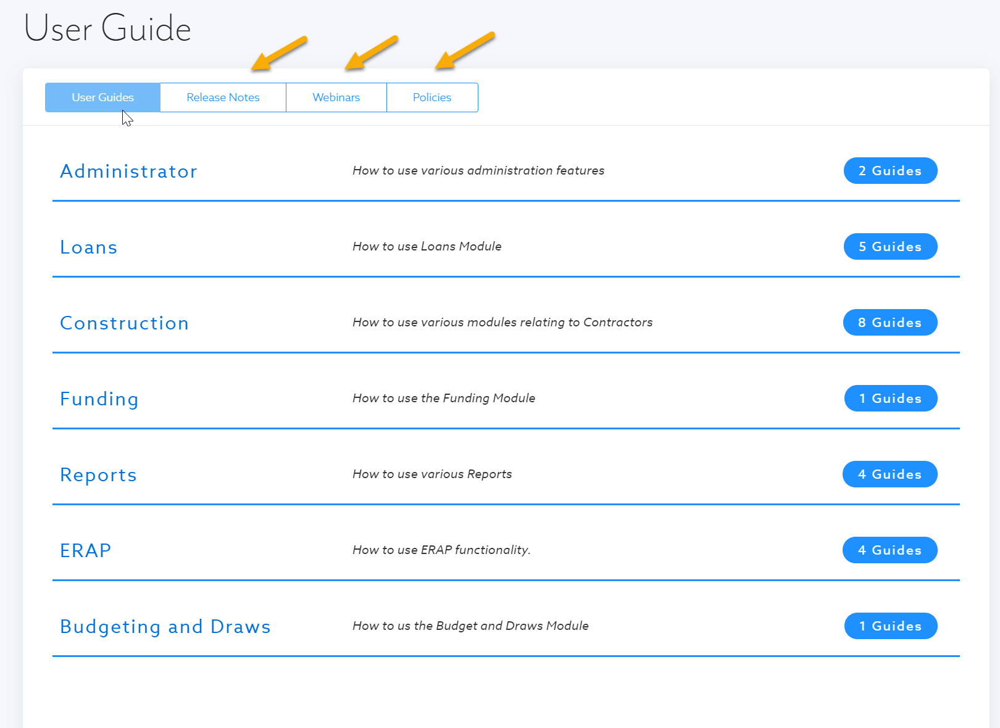 User Guide
User Guides Release Notes Webinars Policies
Administrator How to use various administration features 2 Guides
Loans How to use Loans Module 5 Guides
Construction How to use various modules relating to Contractors 8 Guides
Funding How to use the Funding Module 1 Guides
Reports How to use various Reports 4 Guides
ERAP How to use ERAP functionality. 4 Guides
Budgeting and Draws How to us the Budget and Draws Module 1 Guides